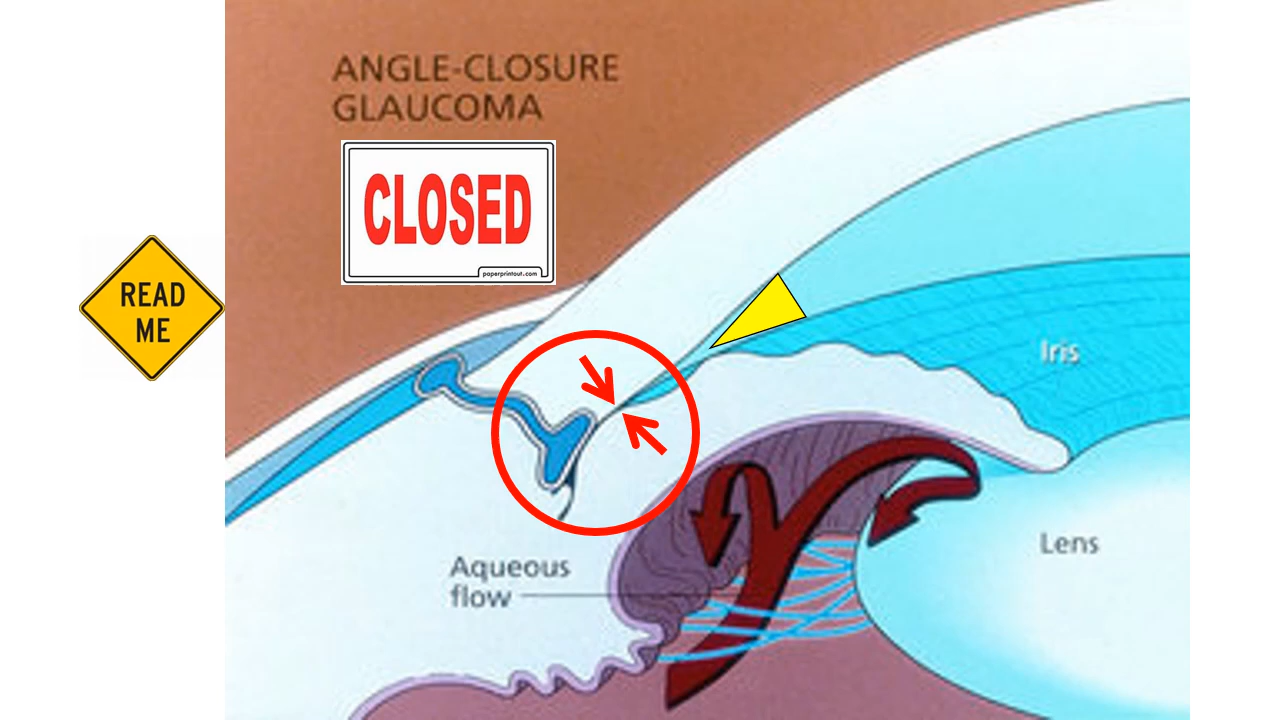 ANGLE-CLOSURE
GLAUCOMA
CLOSED
paperprintout.com
READ
ME
Iris
Lens
Aqueous
flow